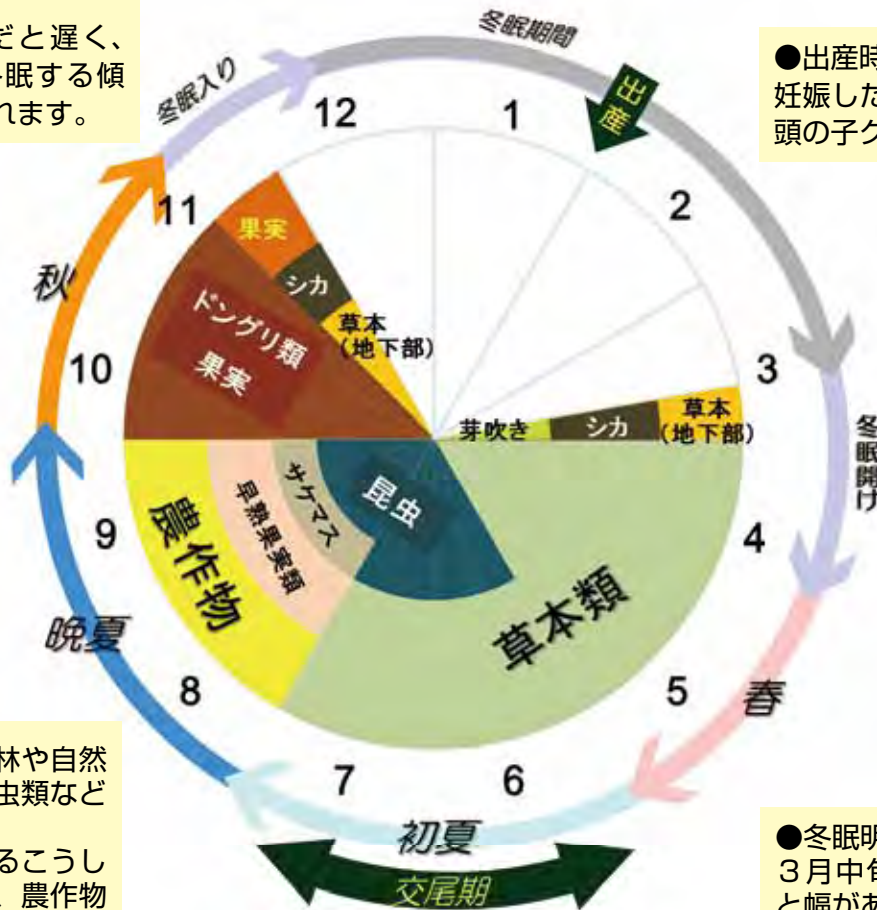 だと遅く、
眠する傾
れます。
冬眠期間
冬眠入り
出産
●出産時
妊娠した
頭の子グ
12
1
2
3
4
5
6
7
8
9
10
11
秋
果実
シカ
草本
(地下部)
ドングリ類
果実
芽吹き
シカ
草本
(地下部)
冬眠開け
農作物
早熟果実類
サケマス
昆虫
草本類
晩夏
春
初夏
交尾期
林や自然
虫類など
るこうし
、農作物
●冬眠明
3月中旬
と幅があ